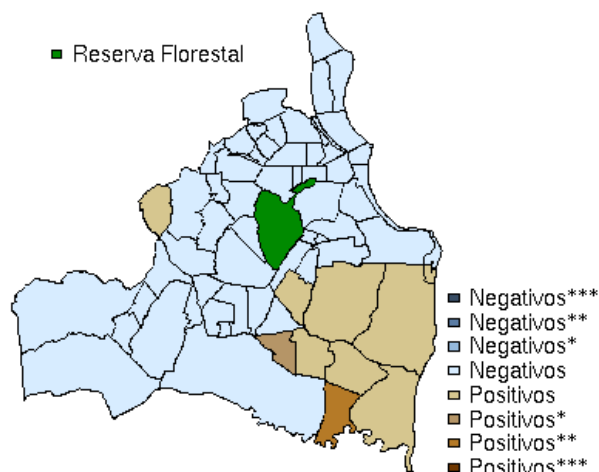 Reserva Florestal
Negativos***
Negativos**
Negativos*
Negativos
Positivos
Positivos*
Positivos**
Positivos***